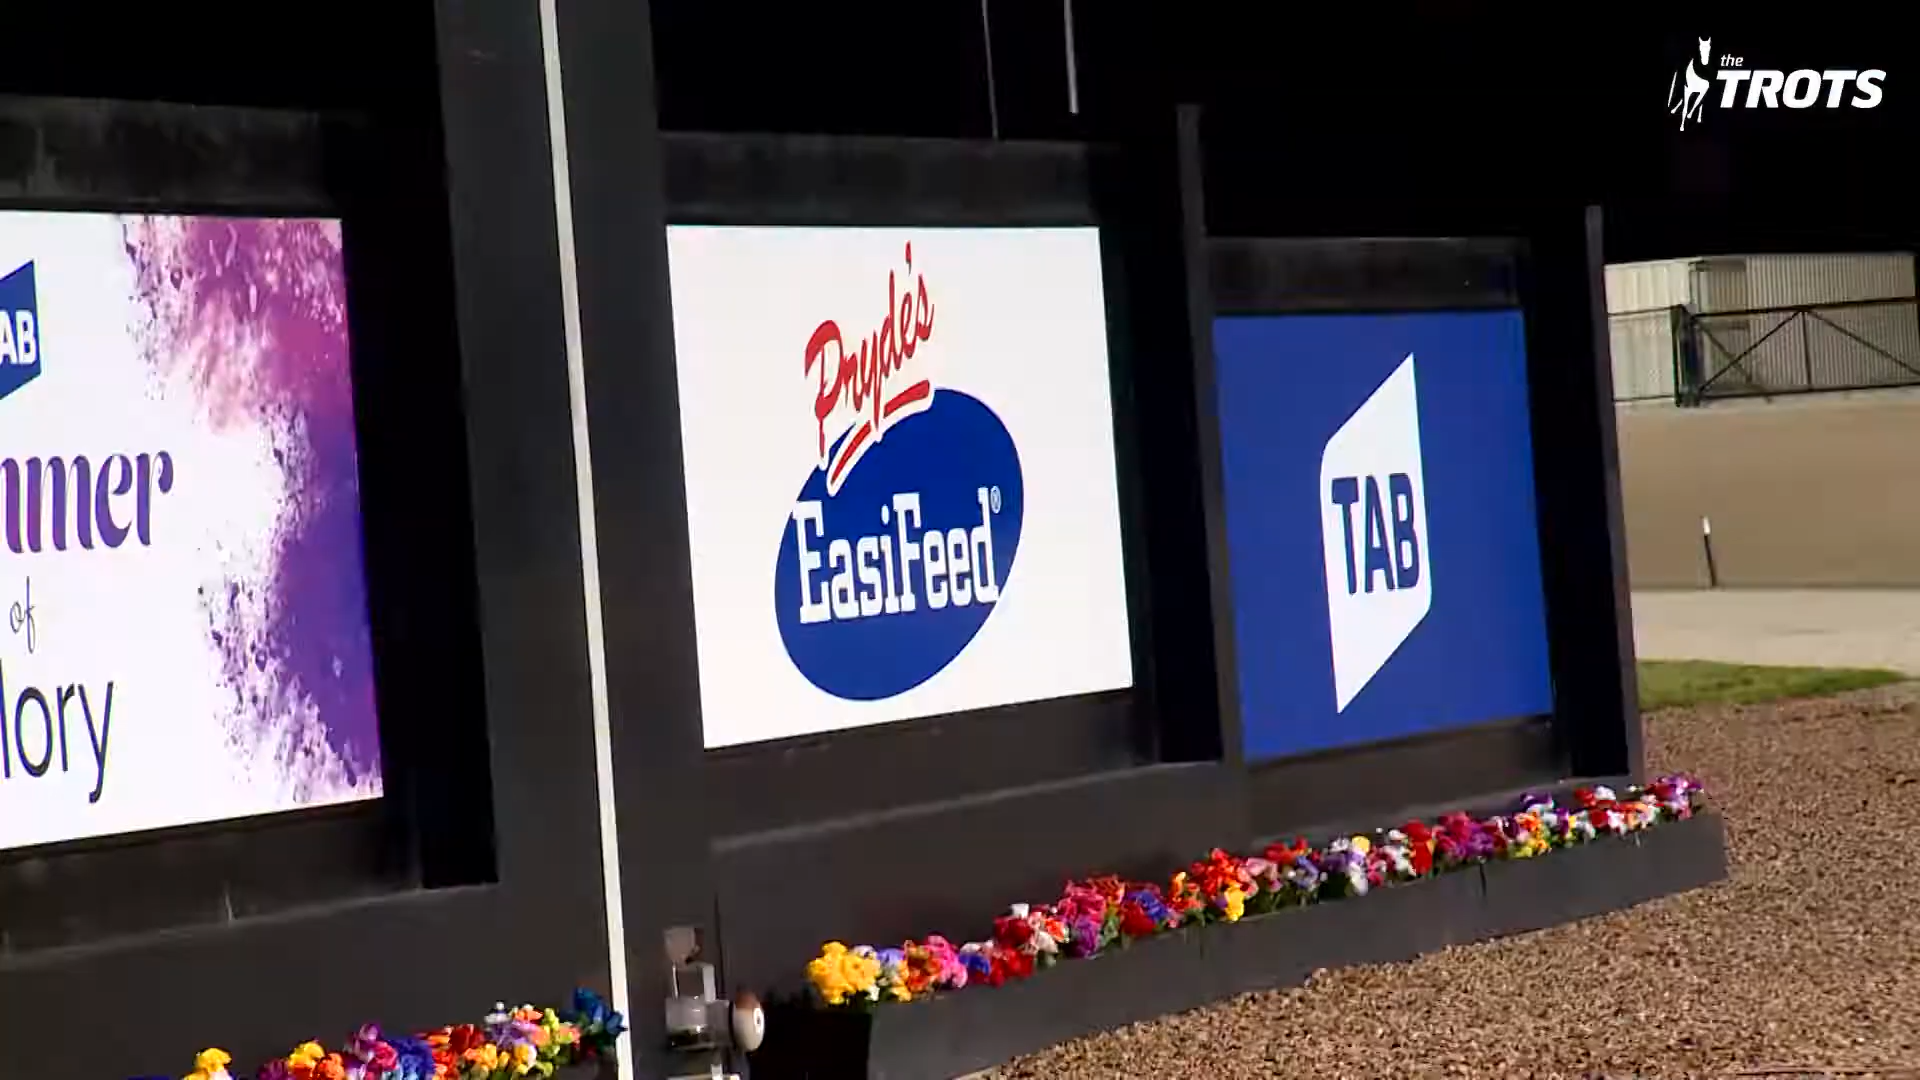 the
TROTS
AB
mmer
of
lory
Pryde's
EasiFeed®
TAB